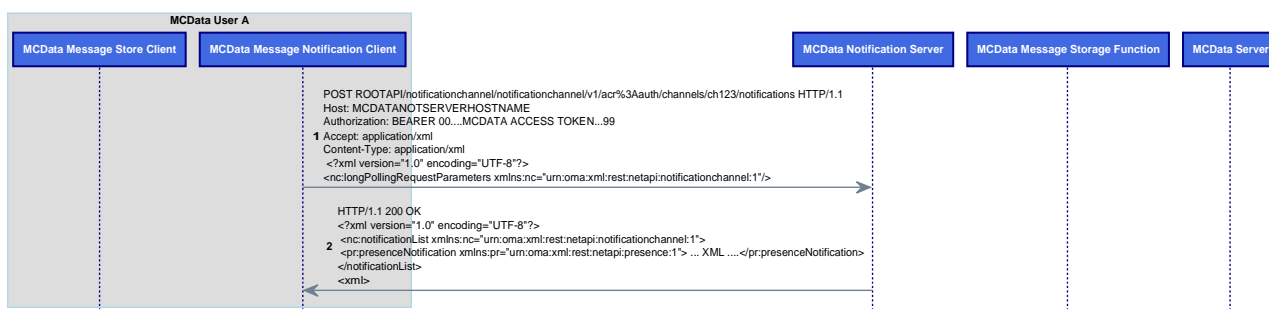 MCData User A
MCData Message Store Client
MCData Message Notification Client
MCData Notification Server
MCData Message Storage Function
MCData Server
POST ROOTAPI/notificationchannel/notificationchannel/v1/acr%3Aauth/channels/ch123/notifications HTTP/1.1
Host: MCDATANOTSERVERHOSTNAME
Authorization: BEARER 00....MCDATA ACCESS TOKEN...99
1 Accept: application/xml
Content-Type: application/xml
<?xml version="1.0" encoding="UTF-8"?>
<nc:longPollingRequestParameters xmlns:nc="urn:oma:xml:rest:netapi:notificationchannel:1"/>
HTTP/1.1 200 OK
<?xml version="1.0" encoding="UTF-8"?>
<nc:notificationList xmlns:nc="urn:oma:xml:rest:netapi:notificationchannel:1">
2 <pr:presenceNotification xmlns:pr="urn:oma:xml:rest:netapi:presence:1"> ... XML ....</pr:presenceNotification>
</notificationList>
<xml>